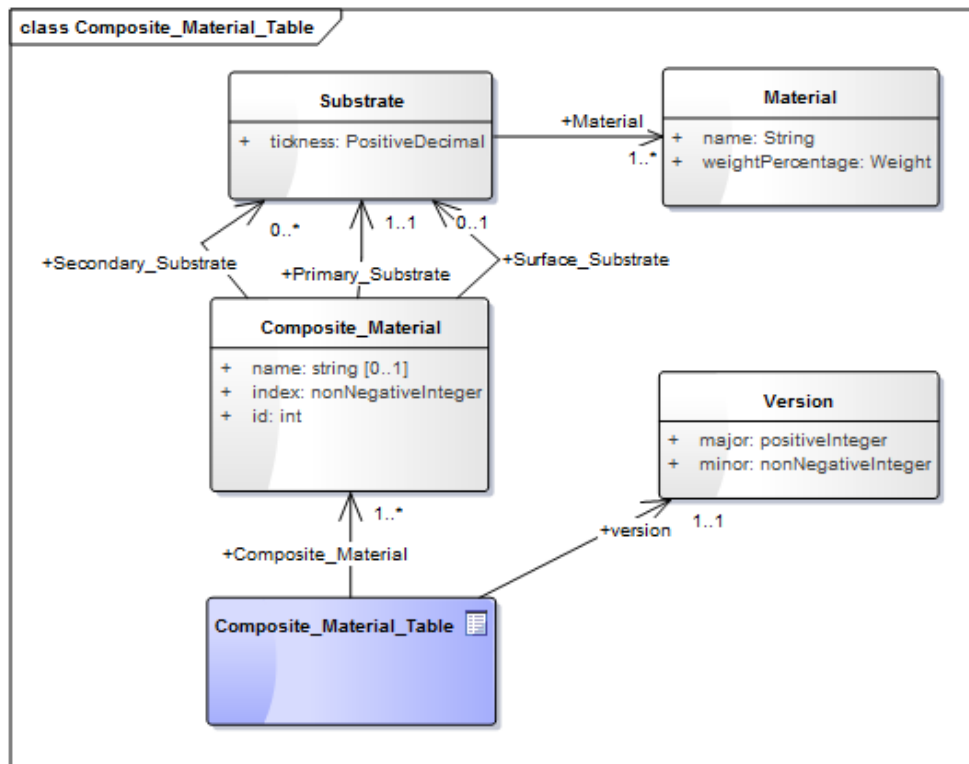 class Composite_Material_Table
Substrate
+ tickness: PositiveDecimal
+Material
1..*
Material
+ name: String
+ weightPercentage: Weight
0..*
1..1
0..1
+Secondary_Substrate
+Primary_Substrate
+Surface_Substrate
Composite_Material
+ name: string [0..1]
+ index: nonNegativeInteger
+ id: int
Version
+ major: positiveInteger
+ minor: nonNegativeInteger
1..*
1..1
+version
+Composite_Material
Composite_Material_Table